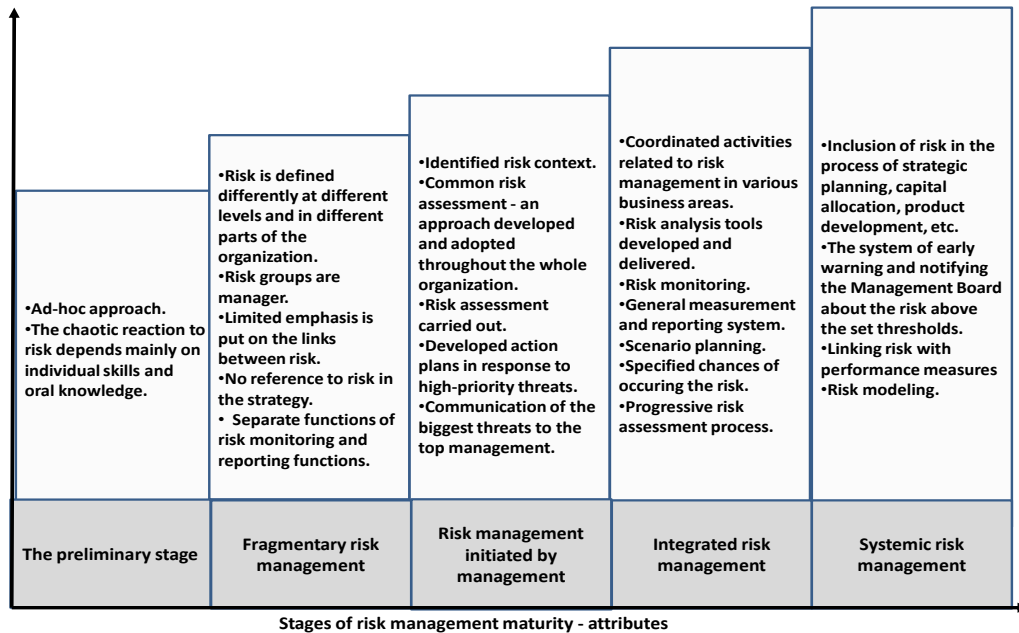 •Ad-hoc approach.
•The chaotic reaction to
risk depends mainly on
individual skills and
oral knowledge.
•Risk is defined
differently at different
levels and in different
parts of the
organization.
•Risk groups are
manager.
•Limited emphasis is
put on the links
between risk.
•No reference to risk in
the strategy.
• Separate functions of
risk monitoring and
reporting functions.
•Identified risk context.
•Common risk
assessment - an
approach developed
and adopted
throughout the whole
organization.
•Risk assessment
carried out.
•Developed action
plans in response to
high-priority threats.
•Communication of the
biggest threats to the
top management.
•Coordinated activities
related to risk
management in various
business areas.
•Risk analysis tools
developed and
delivered.
•Risk monitoring.
•General measurement
and reporting system.
•Scenario planning.
•Specified chances of
occuring the risk.
•Progressive risk
assessment process.
•Inclusion of risk in the
process of strategic
planning, capital
allocation, product
development, etc.
•The system of early
warning and notifying
the Management Board
about the risk above
the set thresholds.
•Linking risk with
performance measures
•Risk modeling.
The preliminary stage
Fragmentary risk
management
Risk management
initiated by
management
Integrated risk
management
Systemic risk
management
Stages of risk management maturity - attributes